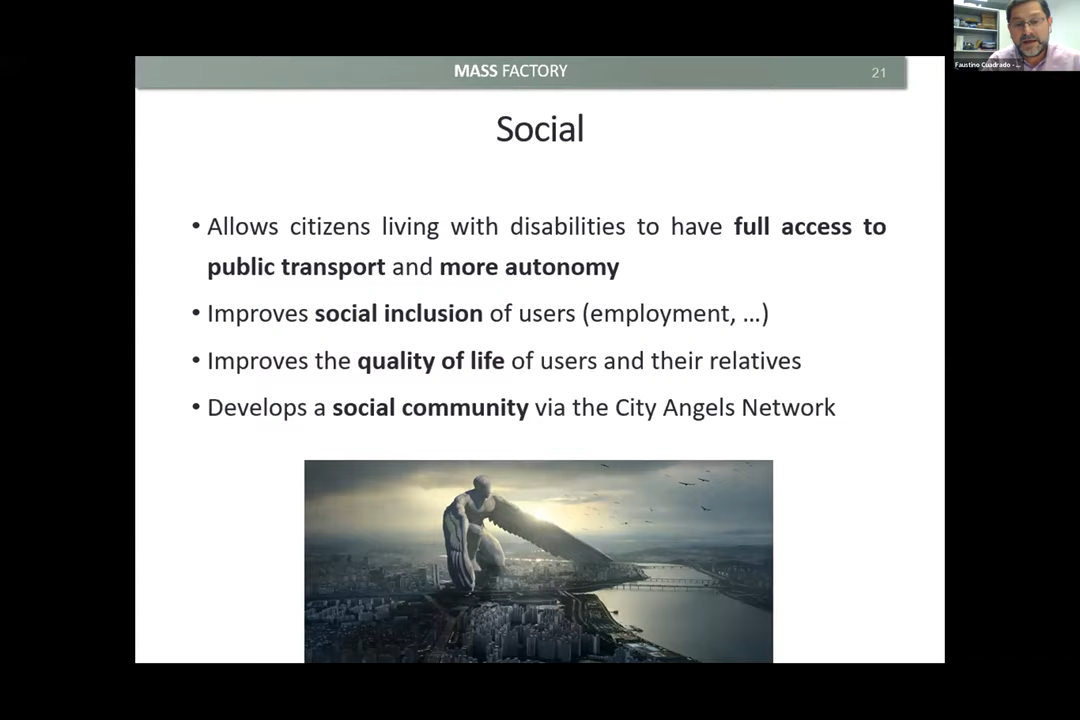 MASS FACTORY
21
Social
• Allows citizens living with disabilities to have full access to
public transport and more autonomy
• Improves social inclusion of users (employment, …)
• Improves the quality of life of users and their relatives
• Develops a social community via the City Angels Network
Faustino Cuadrado - ...